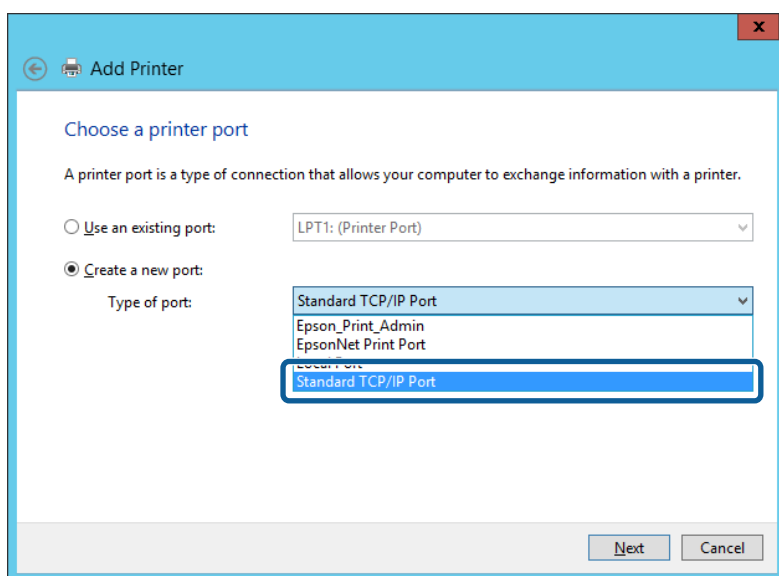 x
Add Printer
Choose a printer port
A printer port is a type of connection that allows your computer to exchange information with a printer.
Use an existing port: LPT1: (Printer Port)
Create a new port:
Type of port: Standard TCP/IP Port
Epson_Print_Admin
EpsonNet Print Port
Local Port
Standard TCP/IP Port
Next Cancel